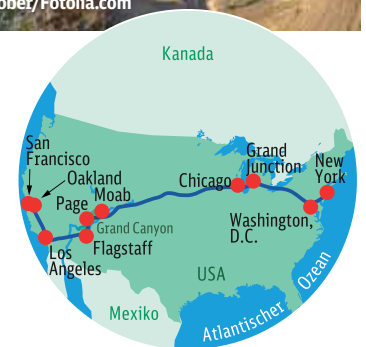 ober/Fotolia.com
Kanada
San
Francisco
Oakland
Moab
Page
Grand Canyon
Flagstaff
Los
Angeles
Chicago
Grand
Junction
New
York
Washington,
D.C.
USA
Mexiko
Atlantischer
Ozean